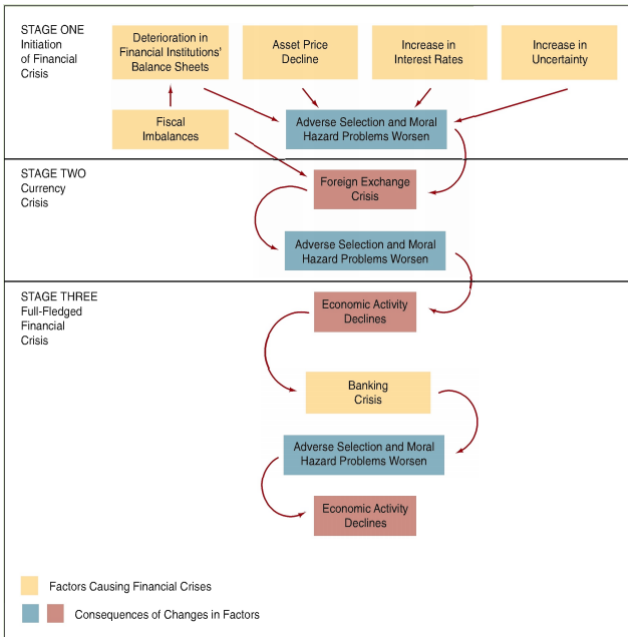 STAGE ONE
Initiation
of Financial
Crisis
Deterioration in
Financial Institutions'
Balance Sheets
Asset Price
Decline
Increase in
Interest Rates
Increase in
Uncertainty
Fiscal
Imbalances
Adverse Selection and Moral
Hazard Problems Worsen
STAGE TWO
Currency
Crisis
Foreign Exchange
Crisis
Adverse Selection and Moral
Hazard Problems Worsen
STAGE THREE
Full-Fledged
Financial
Crisis
Economic Activity
Declines
Banking
Crisis
Adverse Selection and Moral
Hazard Problems Worsen
Economic Activity
Declines
Factors Causing Financial Crises
Consequences of Changes in Factors